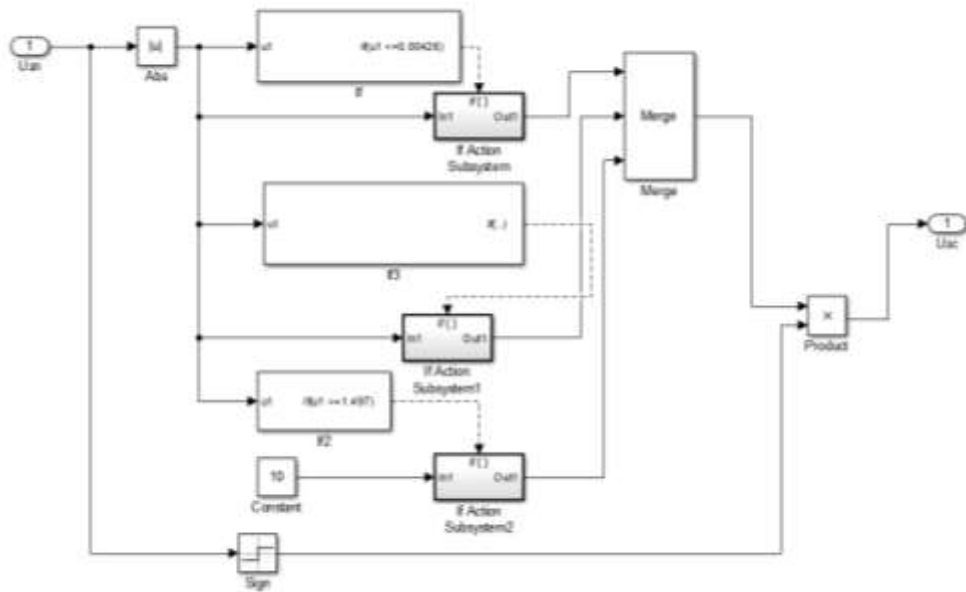 1
|u|
Abs
u1
if(u1 <=0.00426)
If
if { }
In1
Out1
If Action
Subsystem
Merge
Merge
u1
if(..)
If3
if { }
In1
Out1
If Action
Subsystem1
u1
if(u1 >=1.497)
If2
if { }
In1
Out1
If Action
Subsystem2
10
Constant
Sign
×
Product
1
Uac